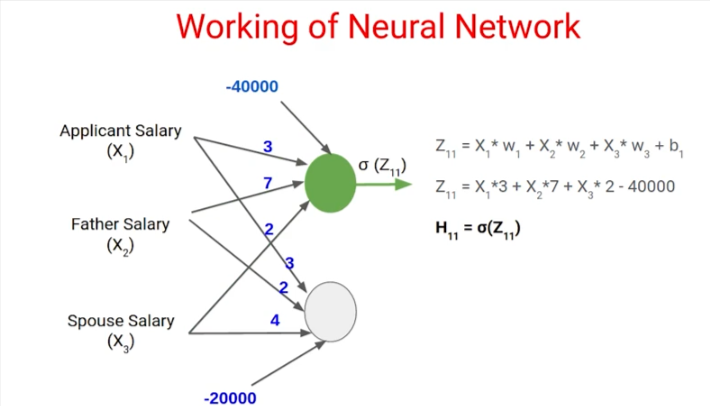 Working of Neural Network
-40000
Applicant Salary
(X₁)
3
7
σ (Z₁₁)
Z₁₁ = X₁* w₁ + X₂* w₂ + X₃* w₃ + b₁
Z₁₁ = X₁*3 + X₂*7 + X₃* 2 - 40000
H₁₁ = σ(Z₁₁)
Father Salary
(X₂)
2
3
2
Spouse Salary
(X₃)
4
-20000